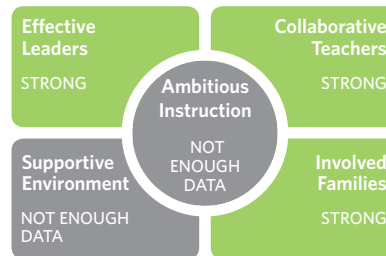 Effective
Leaders
STRONG
Collaborative
Teachers
STRONG
Ambitious
Instruction
NOT
ENOUGH
DATA
Supportive
Environment
NOT ENOUGH
DATA
Involved
Families
STRONG